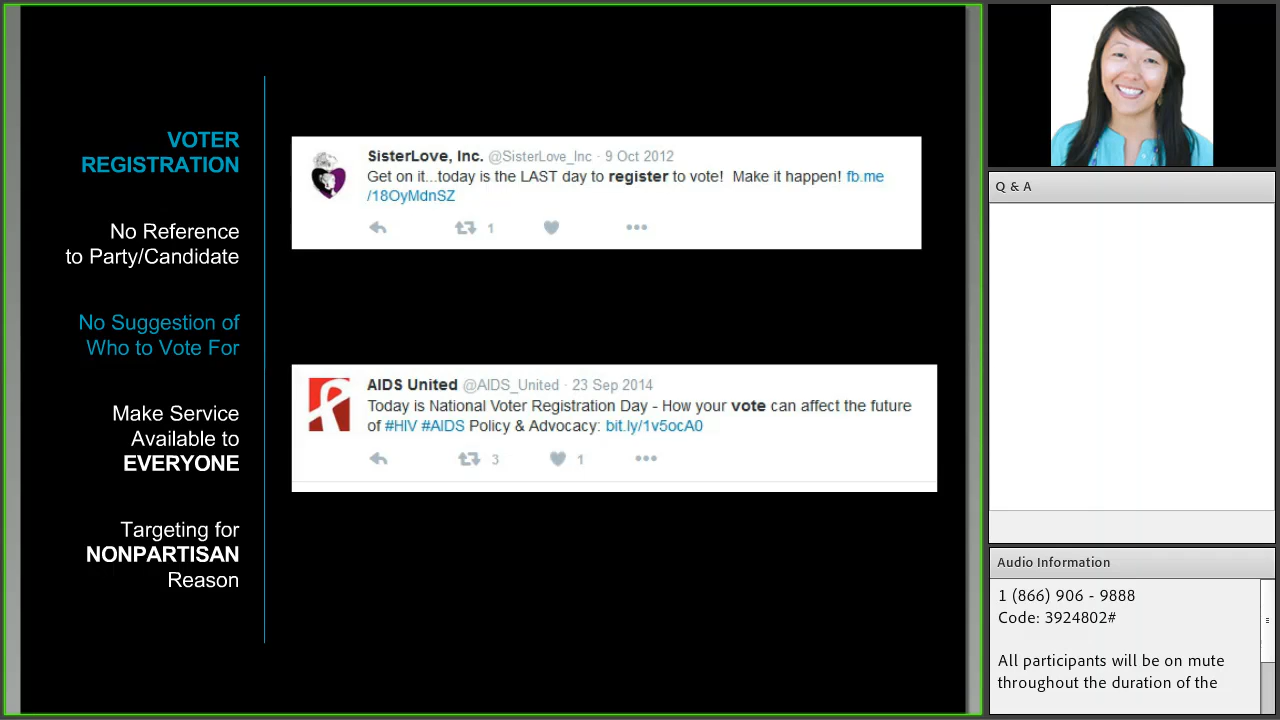 VOTER
REGISTRATION
No Reference
to Party/Candidate
No Suggestion of
Who to Vote For
Make Service
Available to
EVERYONE
Targeting for
NONPARTISAN
Reason
SisterLove, Inc. @SisterLove_Inc · 9 Oct 2012
Get on it...today is the LAST day to register to vote! Make it happen! fb.me
/18OyMdnSZ
1
AIDS United @AIDS_United · 23 Sep 2014
Today is National Voter Registration Day - How your vote can affect the future
of #HIV #AIDS Policy & Advocacy: bit.ly/1v5ocA0
3 1
Q & A
Audio Information
1 (866) 906 - 9888
Code: 3924802#
All participants will be on mute
throughout the duration of the